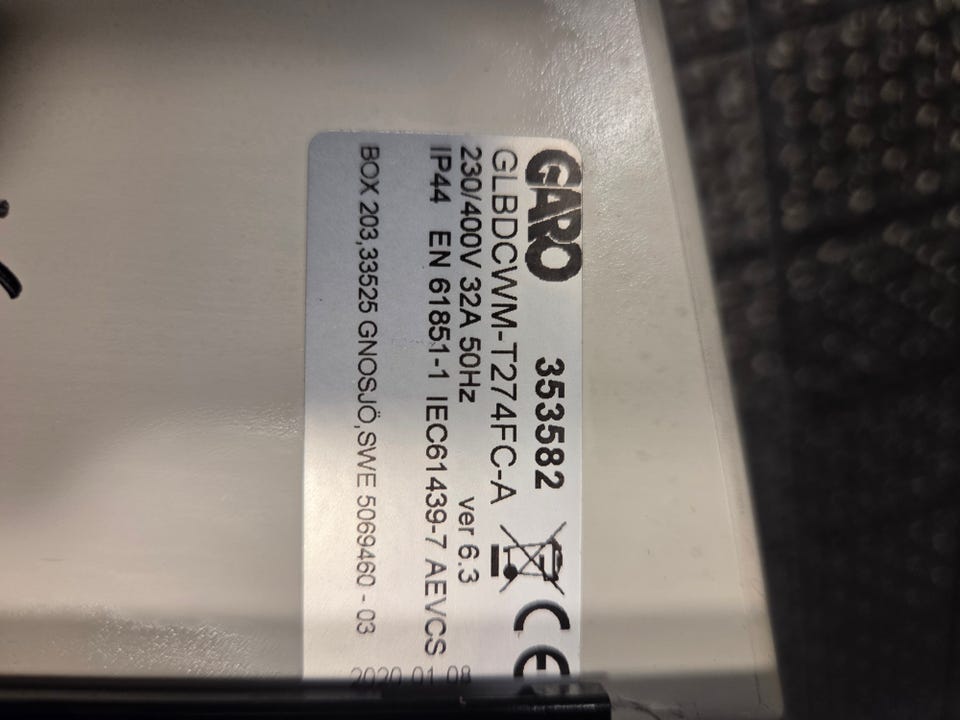 GARO 353582
GLBDCWM-T274FC-A
230/400V 32A 50Hz ver 6.3
IP44 EN 61851-1 IEC61439-7 AEVCS
BOX 203,33525 GNOSJÖ,SWE 5069460 - 03
2020 01 08